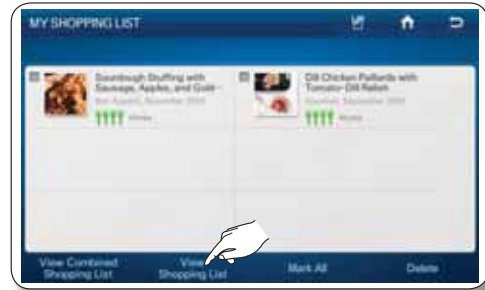 MY SHOPPING LIST
Sourdough Stuffing with
Sausage, Apples, and Gold
Dill Chicken Paillards with
Tomato-Dill Relish
View Combined
Shopping List
View
Shopping List
Mark All
Delete